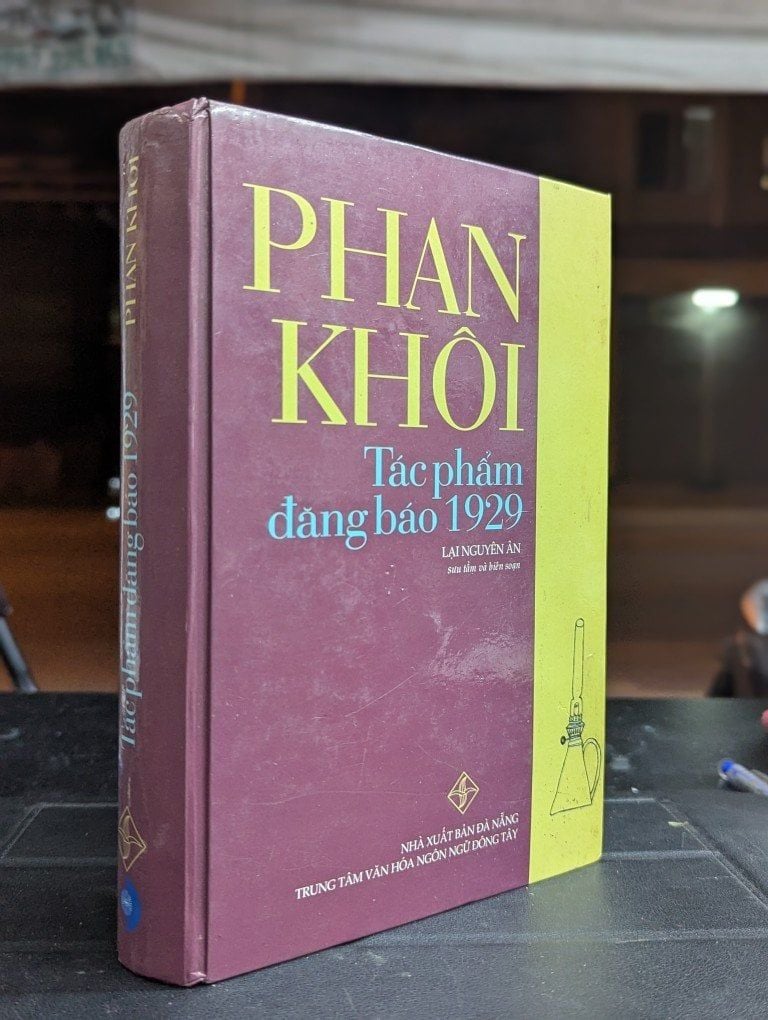 PHAN
KHÔI
Tác phẩm
đăng báo 1929
LẠI NGUYÊN ÂN
sưu tầm và biên soạn
NHÀ XUẤT BẢN ĐÀ NẴNG
TRUNG TÂM VĂN HÓA NGÔN NGỮ ĐÔNG TÂY
PHAN KHÔI
Tác phẩm đăng báo 1929